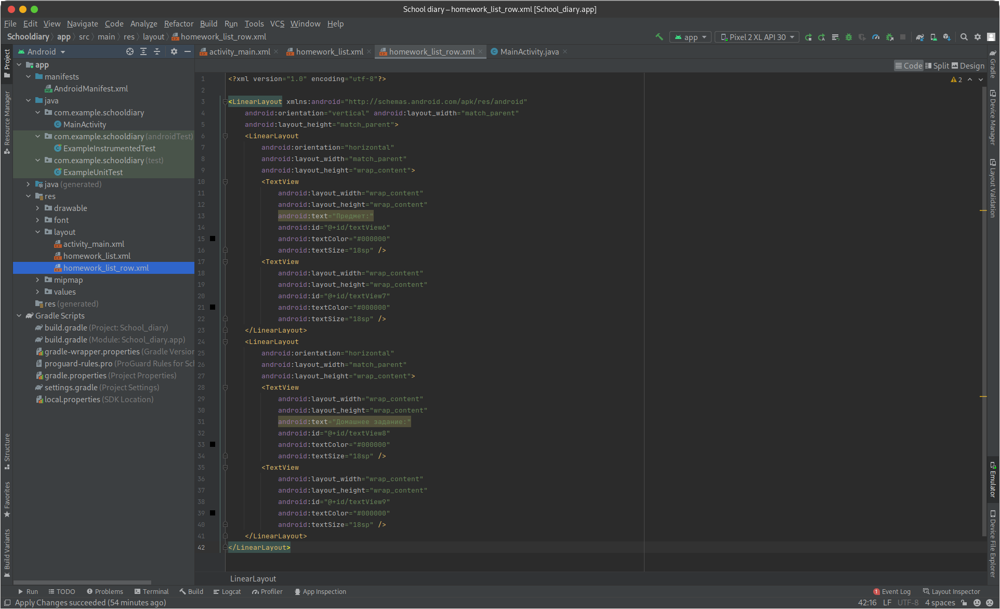 School diary – homework_list_row.xml [School_diary.app]
File Edit View Navigate Code Analyze Refactor Build Run Tools VCS Window Help
Schooldiary app src main res layout homework_list_row.xml
app Pixel 2 XL API 30
Project
Resource Manager
Structure
Favorites
Build Variants
Android
app
manifests
AndroidManifest.xml
java
com.example.schooldiary
MainActivity
com.example.schooldiary (androidTest)
ExampleInstrumentedTest
com.example.schooldiary (test)
ExampleUnitTest
java (generated)
res
drawable
font
layout
activity_main.xml
homework_list.xml
homework_list_row.xml
mipmap
values
res (generated)
Gradle Scripts
build.gradle (Project: School_diary)
build.gradle (Module: School_diary.app)
gradle-wrapper.properties (Gradle Version
proguard-rules.pro (ProGuard Rules for Sc
gradle.properties (Project Properties)
settings.gradle (Project Settings)
local.properties (SDK Location)
activity_main.xml homework_list.xml homework_list_row.xml MainActivity.java
Code Split Design
2
1 <?xml version="1.0" encoding="utf-8"?>
2
3 <LinearLayout xmlns:android="http://schemas.android.com/apk/res/android"
4 android:orientation="vertical" android:layout_width="match_parent"
5 android:layout_height="match_parent">
6 <LinearLayout
7 android:orientation="horizontal"
8 android:layout_width="match_parent"
9 android:layout_height="wrap_content">
10 <TextView
11 android:layout_width="wrap_content"
12 android:layout_height="wrap_content"
13 android:text="Предмет:"
14 android:id="@+id/textView6"
15 android:textColor="#000000"
16 android:textSize="18sp" />
17 <TextView
18 android:layout_width="wrap_content"
19 android:layout_height="wrap_content"
20 android:id="@+id/textView7"
21 android:textColor="#000000"
22 android:textSize="18sp" />
23 </LinearLayout>
24 <LinearLayout
25 android:orientation="horizontal"
26 android:layout_width="match_parent"
27 android:layout_height="wrap_content">
28 <TextView
29 android:layout_width="wrap_content"
30 android:layout_height="wrap_content"
31 android:text="Домашнее задание:"
32 android:id="@+id/textView8"
33 android:textColor="#000000"
34 android:textSize="18sp" />
35 <TextView
36 android:layout_width="wrap_content"
37 android:layout_height="wrap_content"
38 android:id="@+id/textView9"
39 android:textColor="#000000"
40 android:textSize="18sp" />
41 </LinearLayout>
42 </LinearLayout>
LinearLayout
Gradle
Device Manager
Layout Validation
Emulator
Device File Explorer
Run TODO Problems Terminal Build Logcat Profiler App Inspection
1 Event Log Layout Inspector
Apply Changes succeeded (54 minutes ago)
42:16 LF UTF-8 4 spaces